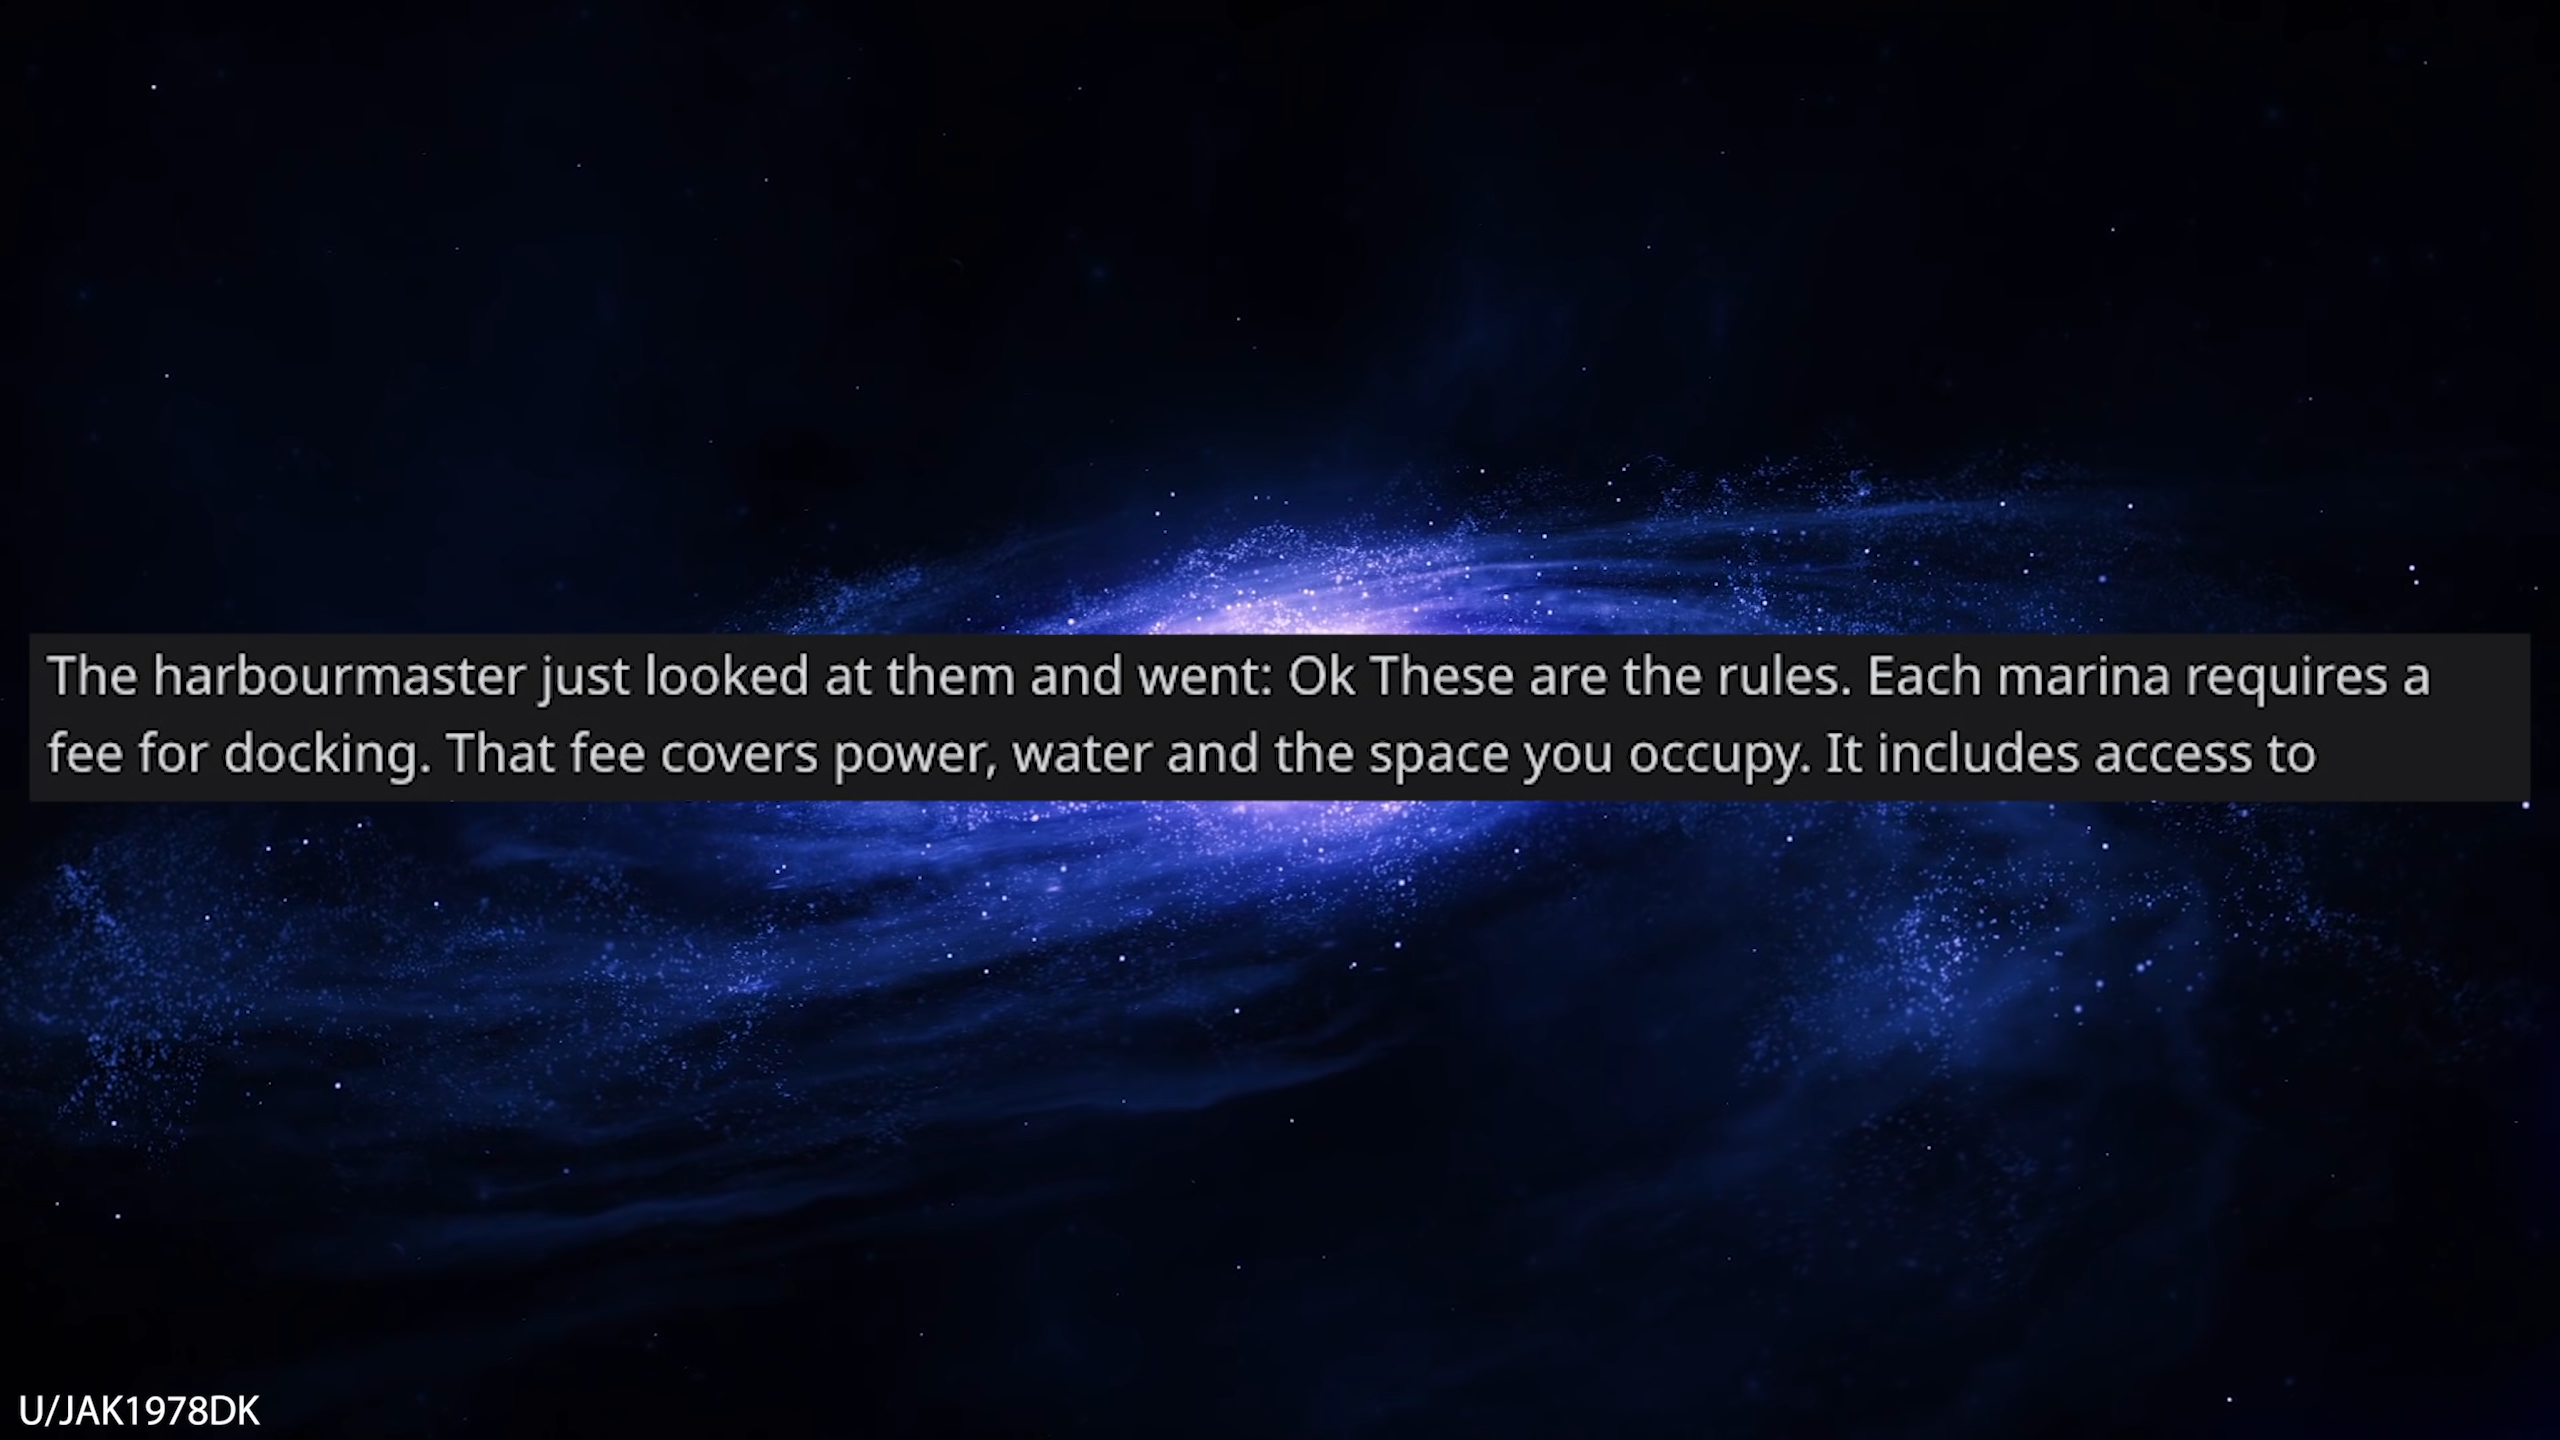 The harbourmaster just looked at them and went: Ok These are the rules. Each marina requires a
fee for docking. That fee covers power, water and the space you occupy. It includes access to
U/JAK1978DK